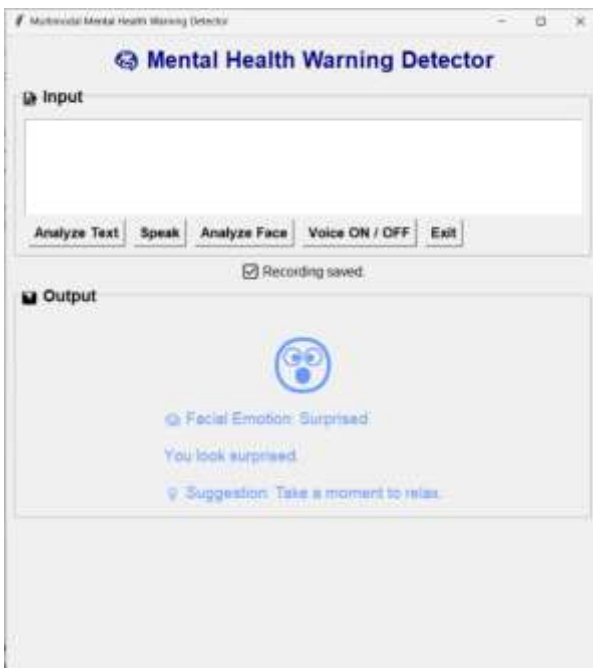 Multimodal Mental Health Warning Detector
Mental Health Warning Detector
Input
Analyze Text Speak Analyze Face Voice ON / OFF Exit
Recording saved.
Output
Facial Emotion: Surprised
You look surprised.
Suggestion: Take a moment to relax.